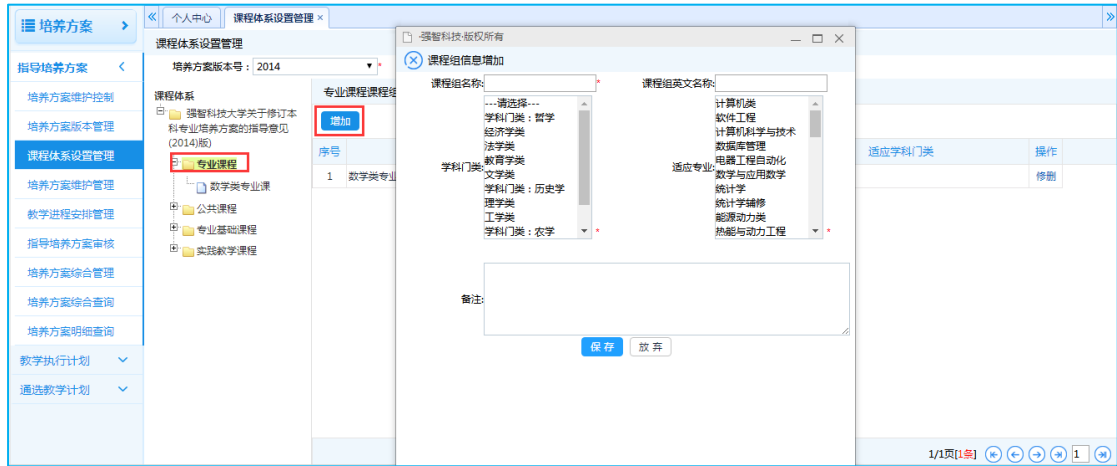 培养方案
个人中心
课程体系设置管理 ×
课程体系设置管理
指导培养方案
培养方案维护控制
培养方案版本管理
课程体系设置管理
培养方案维护管理
教学进程安排管理
指导培养方案审核
培养方案综合管理
培养方案综合查询
培养方案明细查询
教学执行计划
通选教学计划
培养方案版本号： 2014 *
课程体系
强智科技大学关于修订本
科专业培养方案的指导意见
(2014)版)
专业课程
数学类专业课
公共课程
专业基础课程
实践教学课程
专业课程课程组
增加
序号
适应学科门类
操作
1 数学类专业
修删
·强智科技·版权所有
课程组信息增加
课程组名称: *
课程组英文名称:
学科门类:
---请选择---
学科门类：哲学
经济学类
法学类
教育学类
文学类
学科门类：历史学
理学类
工学类
学科门类：农学 *
适应专业:
计算机类
软件工程
计算机科学与技术
数据库管理
电器工程自动化
数学与应用数学
统计学
统计学辅修
能源动力类
热能与动力工程 *
备注:
保 存
放 弃
1/1页[1条] 1